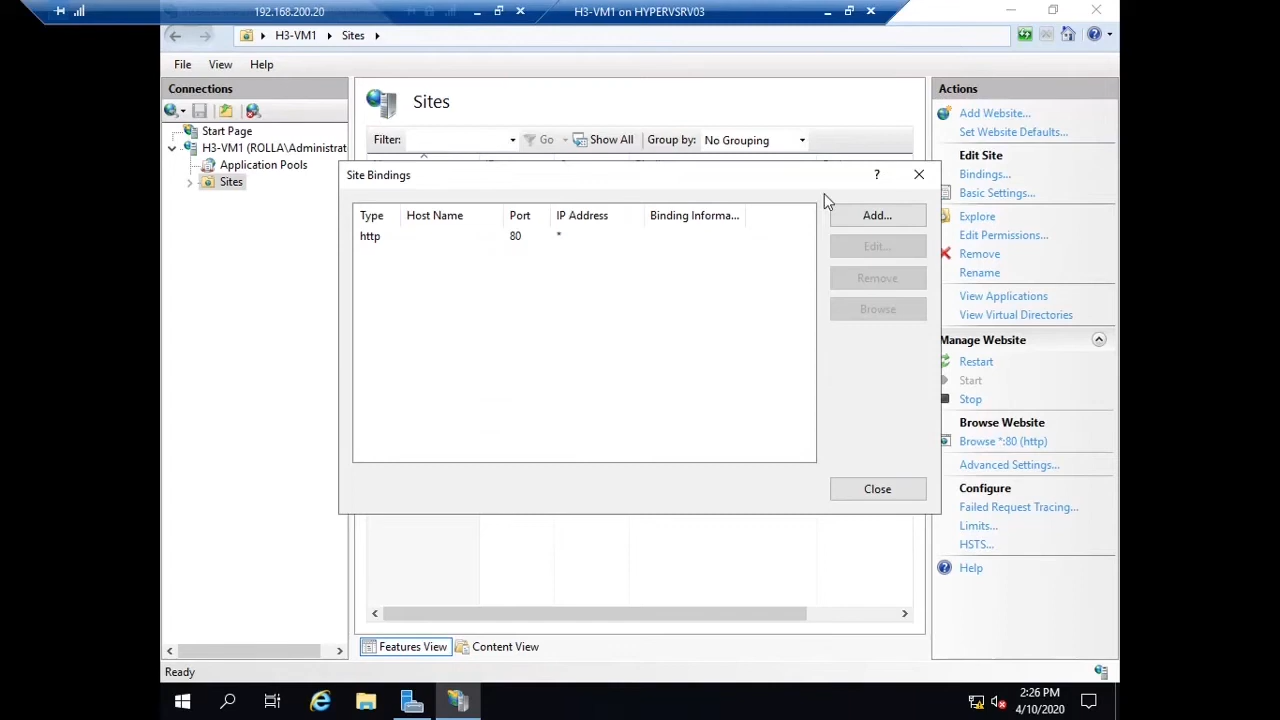 192.168.200.20
H3-VM1 on HYPERVSRV03
H3-VM1
Sites
File
View
Help
Connections
Start Page
H3-VM1 (ROLLA\Administrat
Application Pools
Sites
Sites
Filter:
Go
Show All
Group by:
No Grouping
Site Bindings
?
Type
Host Name
Port
IP Address
Binding Informa...
http
80
*
Add...
Edit...
Remove
Browse
Close
Features View
Content View
Actions
Add Website...
Set Website Defaults...
Edit Site
Bindings...
Basic Settings...
Explore
Edit Permissions...
Remove
Rename
View Applications
View Virtual Directories
Manage Website
Restart
Start
Stop
Browse Website
Browse *:80 (http)
Advanced Settings...
Configure
Failed Request Tracing...
Limits...
HSTS...
Help
Ready
2:26 PM
4/10/2020